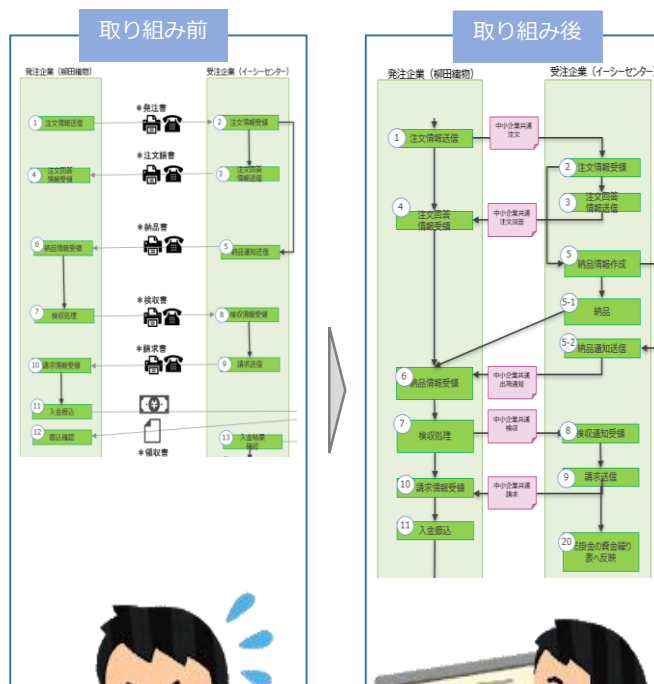 取り組み前
発注企業（柳田織物）
受注企業（イーシーセンター）
1
注文情報送信
＊発注書
2
注文情報受領
4
注文回答
情報受領
＊注文請書
3
注文回答
情報送信
6
納品情報受領
＊納品書
5
納品通知送信
7
検収処理
＊検収書
8
検収情報受領
10
請求情報受領
＊請求書
9
請求送信
11
入金振込
12
振込確認
＊領収書
13
入金結果
確認
取り組み後
発注企業（柳田織物）
受注企業（イーシーセンター）
1
注文情報送信
中小企業共通
注文
2
注文情報受領
3
注文回答
情報送信
4
注文回答
情報受領
中小企業共通
注文回答
5
納品情報作成
5-1
納品
5-2
納品通知送信
6
納品情報受領
中小企業共通
出荷通知
7
検収処理
中小企業共通
検収
8
検収通知受領
9
請求送信
10
請求情報受領
中小企業共通
請求
11
入金振込
20
売掛金の資金繰り
表へ反映